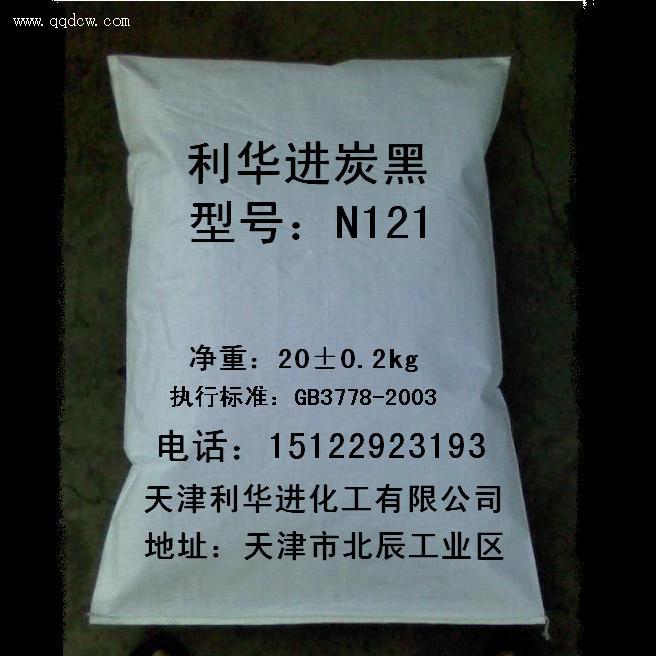 www.qqdcw.com
利华进炭黑
型号：N121
净重：20±0.2kg
执行标准：GB3778-2003
电话：15122923193
天津利华进化工有限公司
地址：天津市北辰工业区